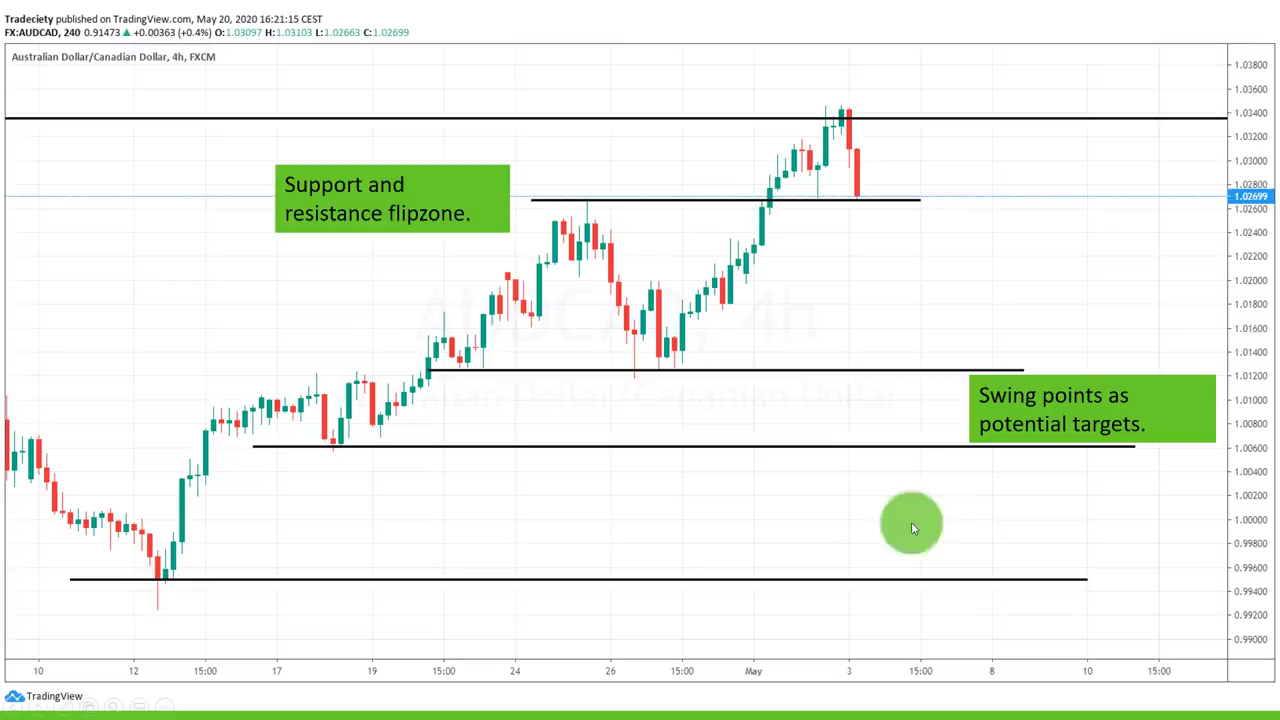 Tradeciety published on TradingView.com, May 20, 2020 16:21:15 CEST
FX:AUDCAD, 240 0.91473 ▲ +0.00363 (+0.4%) O:1.03097 H:1.03103 L:1.02663 C:1.02699
Australian Dollar/Canadian Dollar, 4h, FXCM
1.03800
1.03600
1.03400
1.03200
1.03000
1.02800
1.02699
1.02600
1.02400
1.02200
1.02000
1.01800
1.01600
1.01400
1.01200
1.01000
1.00800
1.00600
1.00400
1.00200
1.00000
0.99800
0.99600
0.99400
0.99200
0.99000
Support and
resistance flipzone.
AUDCAD, 4h
Australian Dollar/Canadian Dollar
Swing points as
potential targets.
10 12 15:00 17 19 15:00 24 26 15:00 May 3 15:00 8 10 15:00
TradingView